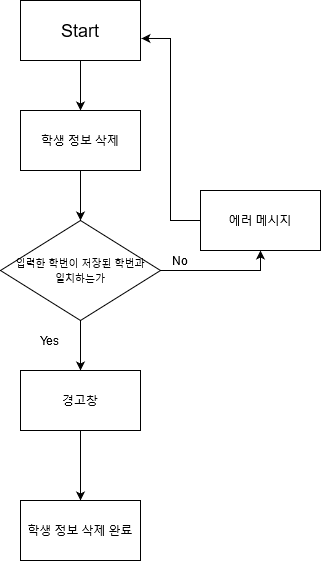 Start
학생 정보 삭제
에러 메시지
입력한 학번이 저장된 학번과
일치하는가
No
Yes
경고창
학생 정보 삭제 완료